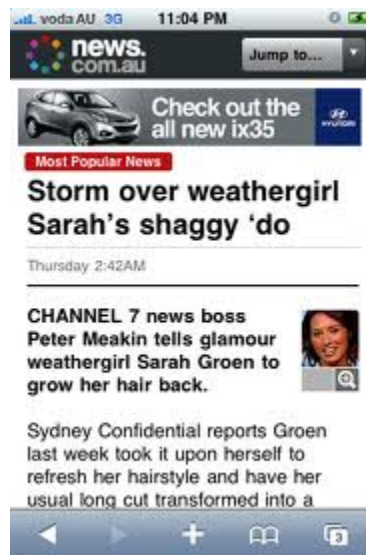 voda AU 3G 11:04 PM
news.
com.au
Jump to...
Check out the
all new ix35
HYUNDAI
Most Popular News
Storm over weathergirl
Sarah's shaggy ‘do
Thursday 2:42AM
CHANNEL 7 news boss
Peter Meakin tells glamour
weathergirl Sarah Groen to
grow her hair back.
Sydney Confidential reports Groen
last week took it upon herself to
refresh her hairstyle and have her
usual long cut transformed into a
3